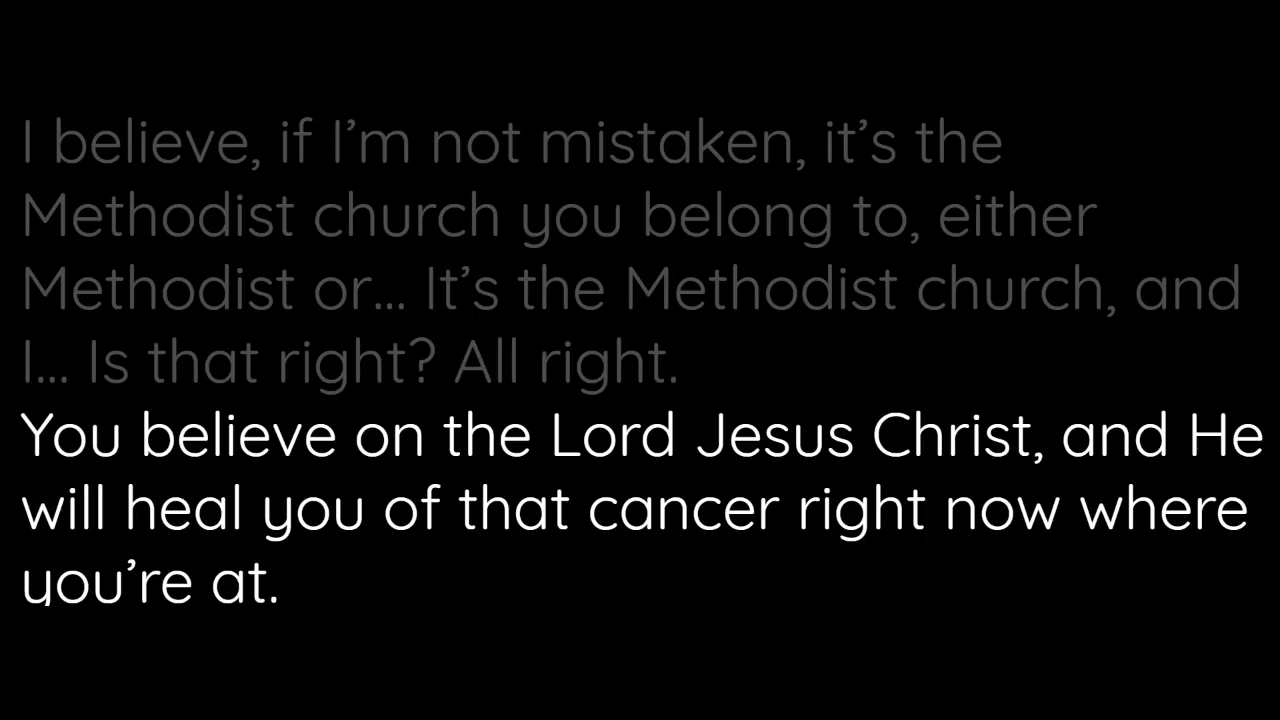 I believe, if I’m not mistaken, it’s the
Methodist church you belong to, either
Methodist or... It’s the Methodist church, and
I... Is that right? All right.
You believe on the Lord Jesus Christ, and He
will heal you of that cancer right now where
you’re at.